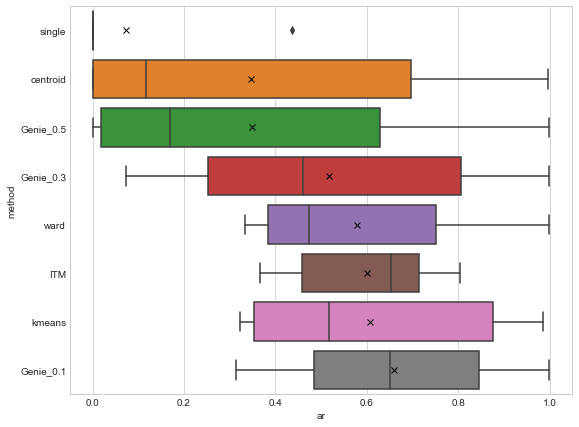 single
centroid
Genie_0.5
Genie_0.3
ward
ITM
kmeans
Genie_0.1
method
0.0 0.2 0.4 0.6 0.8 1.0
ar